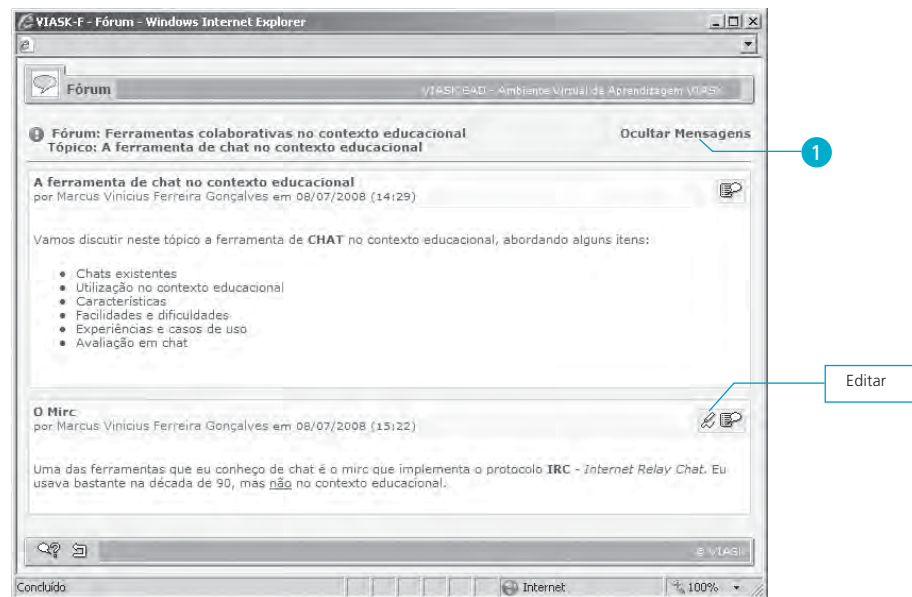 VIASK-F - Fórum - Windows Internet Explorer
Fórum
VIASK-EAD - Ambiente Virtual de Aprendizagem VIASK
Fórum: Ferramentas colaborativas no contexto educacional
Ocultar Mensagens
Tópico: A ferramenta de chat no contexto educacional
1
A ferramenta de chat no contexto educacional
por Marcus Vinicius Ferreira Gonçalves em 08/07/2008 (14:29)
Vamos discutir neste tópico a ferramenta de CHAT no contexto educacional, abordando alguns itens:
• Chats existentes
• Utilização no contexto educacional
• Características
• Facilidades e dificuldades
• Experiências e casos de uso
• Avaliação em chat
Editar
O Mirc
por Marcus Vinicius Ferreira Gonçalves em 08/07/2008 (15:22)
Uma das ferramentas que eu conheço de chat é o mirc que implementa o protocolo IRC - Internet Relay Chat. Eu
usava bastante na década de 90, mas não no contexto educacional.
© VIASK
Concluído
Internet
100%